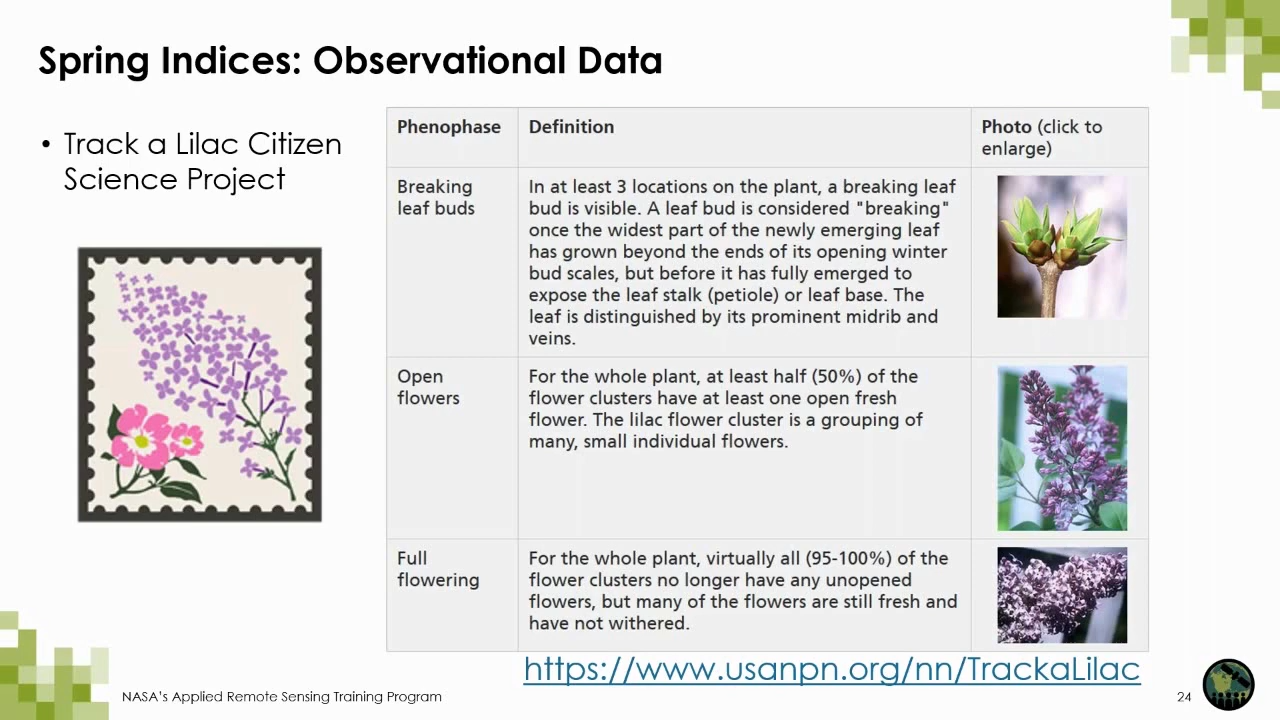 Spring Indices: Observational Data
• Track a Lilac Citizen
Science Project
Phenophase
Definition
Photo (click to
enlarge)
Breaking
leaf buds
In at least 3 locations on the plant, a breaking leaf
bud is visible. A leaf bud is considered "breaking"
once the widest part of the newly emerging leaf
has grown beyond the ends of its opening winter
bud scales, but before it has fully emerged to
expose the leaf stalk (petiole) or leaf base. The
leaf is distinguished by its prominent midrib and
veins.
Open
flowers
For the whole plant, at least half (50%) of the
flower clusters have at least one open fresh
flower. The lilac flower cluster is a grouping of
many, small individual flowers.
Full
flowering
For the whole plant, virtually all (95-100%) of the
flower clusters no longer have any unopened
flowers, but many of the flowers are still fresh and
have not withered.
https://www.usanpn.org/nn/TrackaLilac
NASA's Applied Remote Sensing Training Program
24